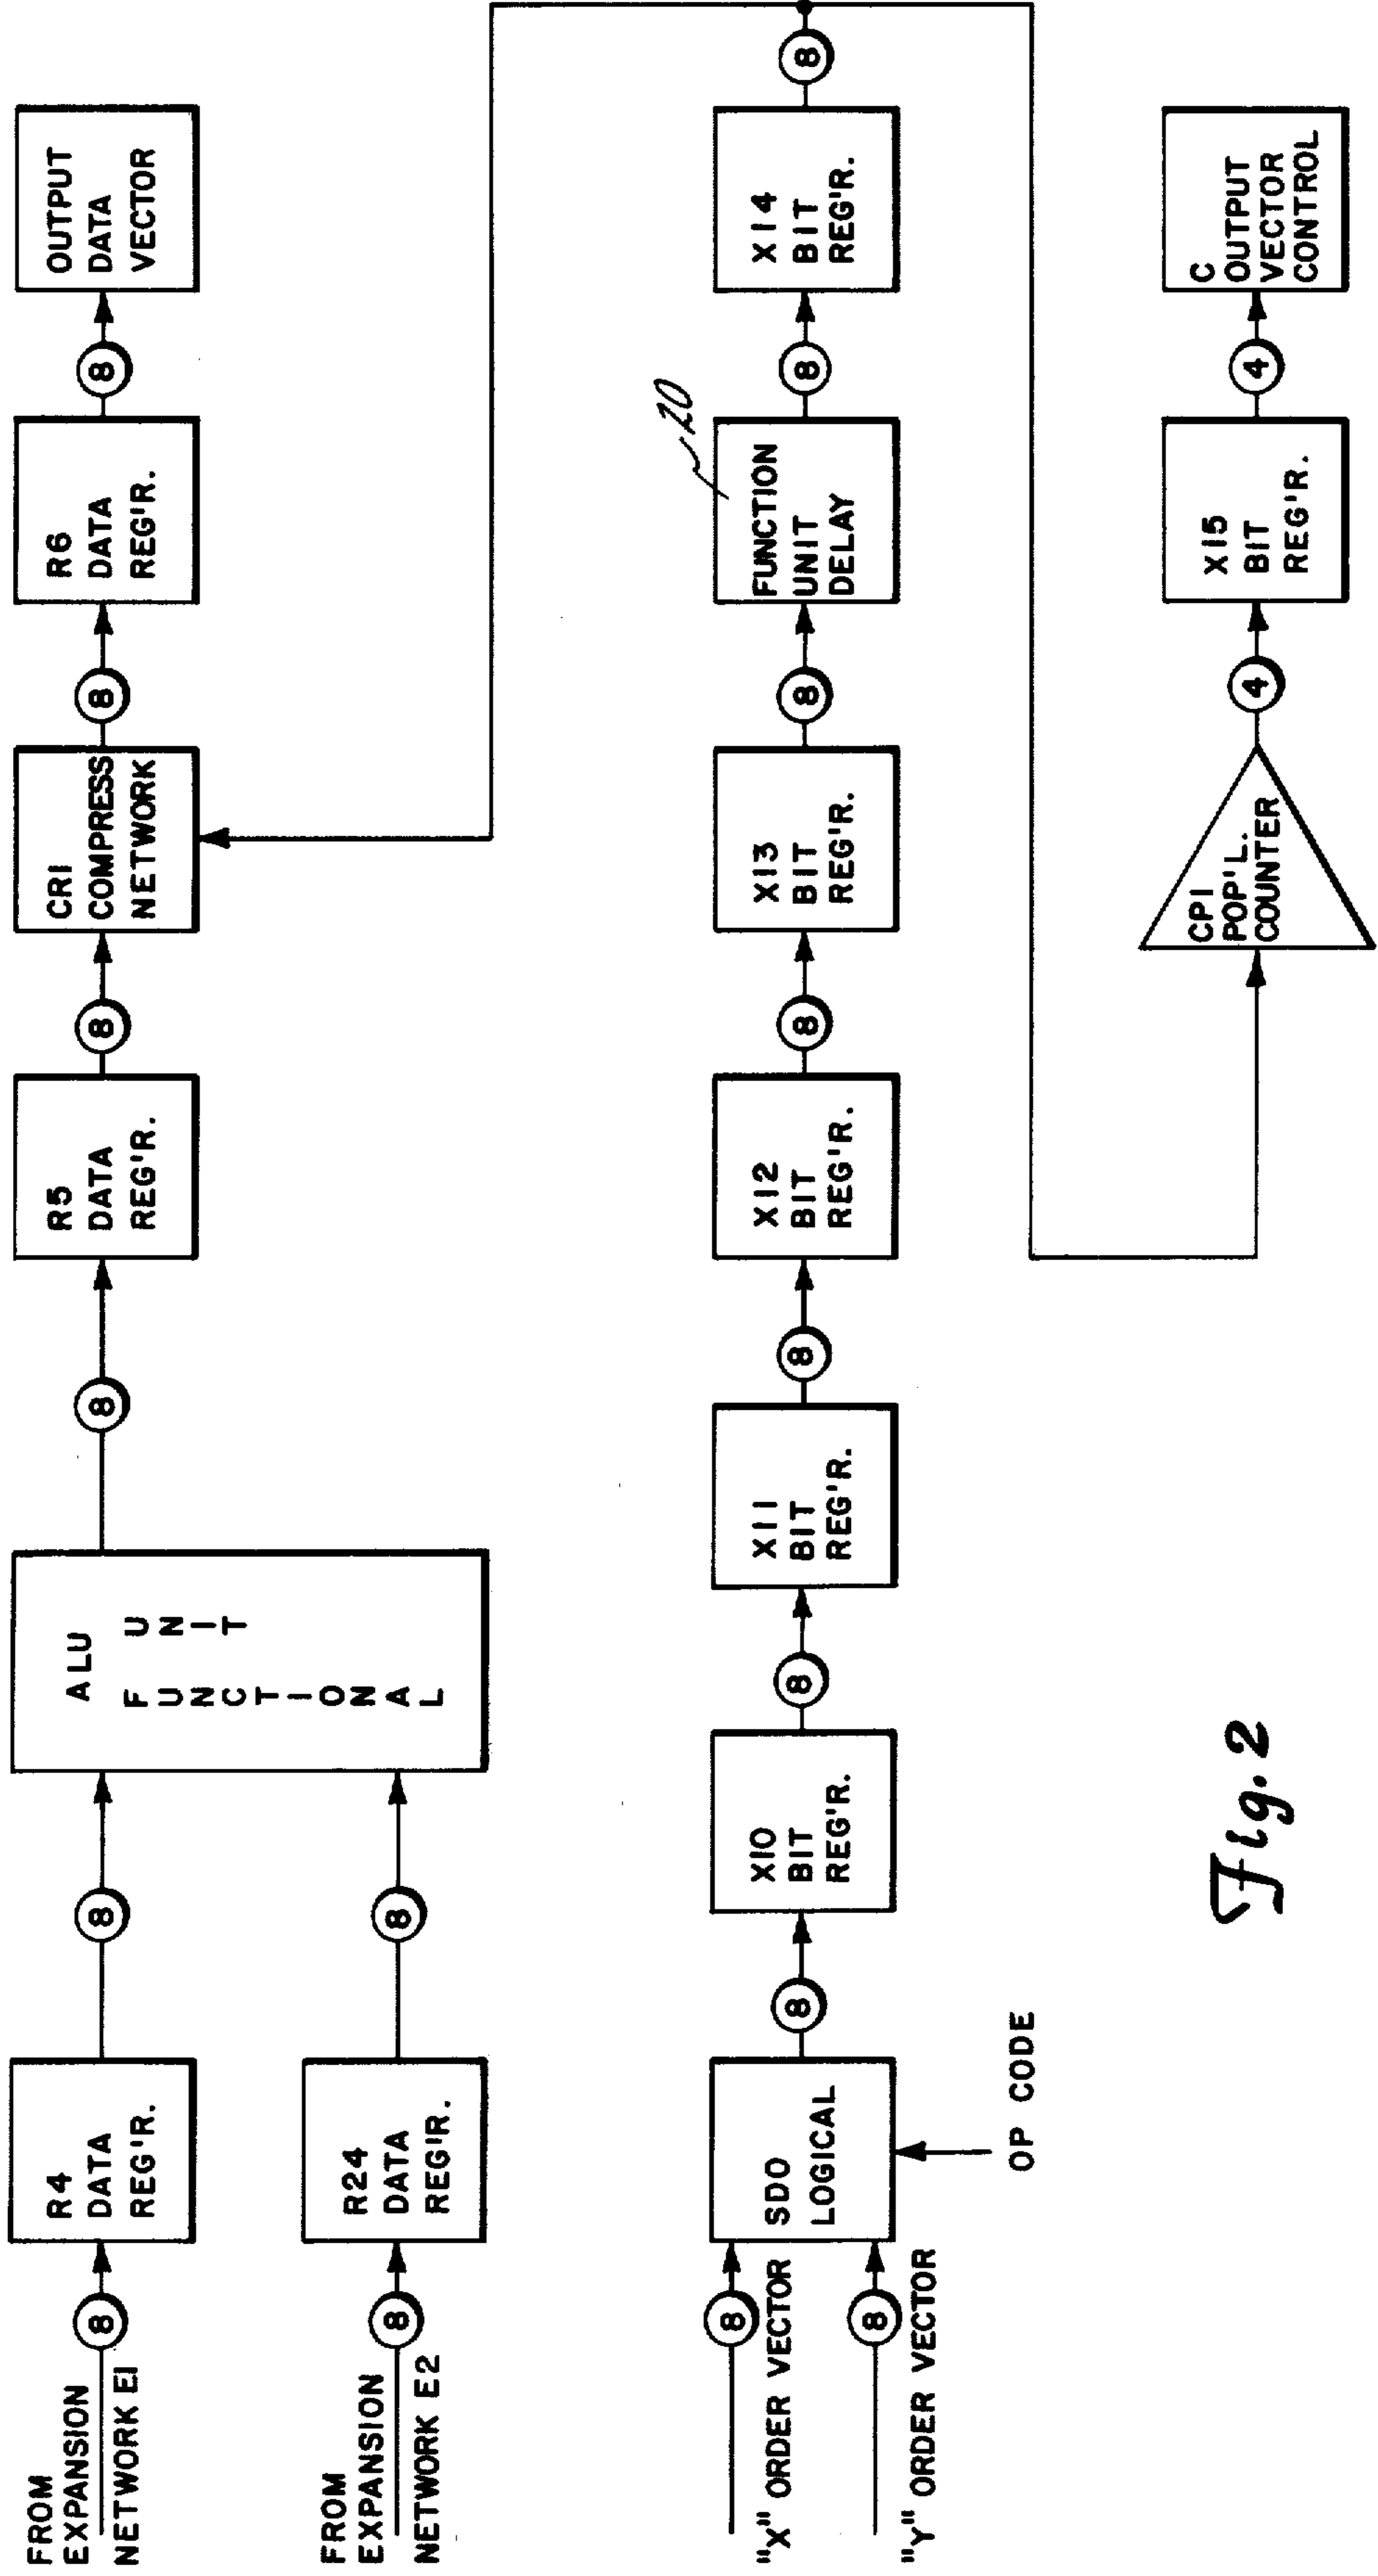 FROM
EXPANSION
NETWORK E1
8
R4
DATA
REG'R.
8
FROM
EXPANSION
NETWORK E2
8
R24
DATA
REG'R.
8
ALU
FUNCTIONAL
UNIT
8
R5
DATA
REG'R.
8
CR1
COMPRESS
NETWORK
8
R6
DATA
REG'R.
8
OUTPUT
DATA
VECTOR
8
"X" ORDER VECTOR
8
"Y" ORDER VECTOR
SDO
LOGICAL
OP CODE
8
X10
BIT
REG'R.
8
X11
BIT
REG'R.
8
X12
BIT
REG'R.
8
X13
BIT
REG'R.
8
FUNCTION
UNIT
DELAY
20
8
X14
BIT
REG'R.
8
CP1
POP'L.
COUNTER
4
X15
BIT
REG'R.
4
C
OUTPUT
VECTOR
CONTROL
Fig. 2